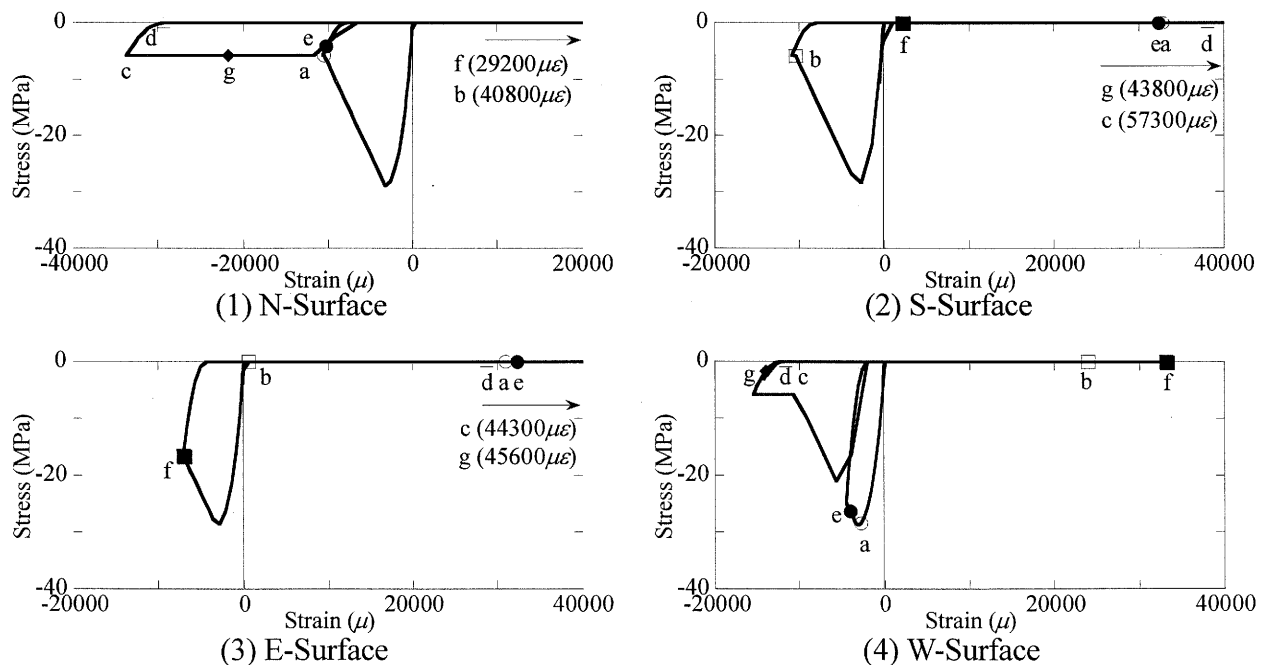 0
-20
-40
Stress (MPa)
d
c
g
a
e
f (29200με)
b (40800με)
-40000
-20000
0
20000
Strain (μ)
(1) N-Surface
0
-20
-40
Stress (MPa)
b
f
ea
d
g (43800με)
c (57300με)
-20000
0
20000
40000
Strain (μ)
(2) S-Surface
0
-20
-40
Stress (MPa)
f
b
d a e
c (44300με)
g (45600με)
-20000
0
20000
40000
Strain (μ)
(3) E-Surface
0
-20
-40
Stress (MPa)
g
d c
e
a
b
f
-20000
0
20000
40000
Strain (μ)
(4) W-Surface